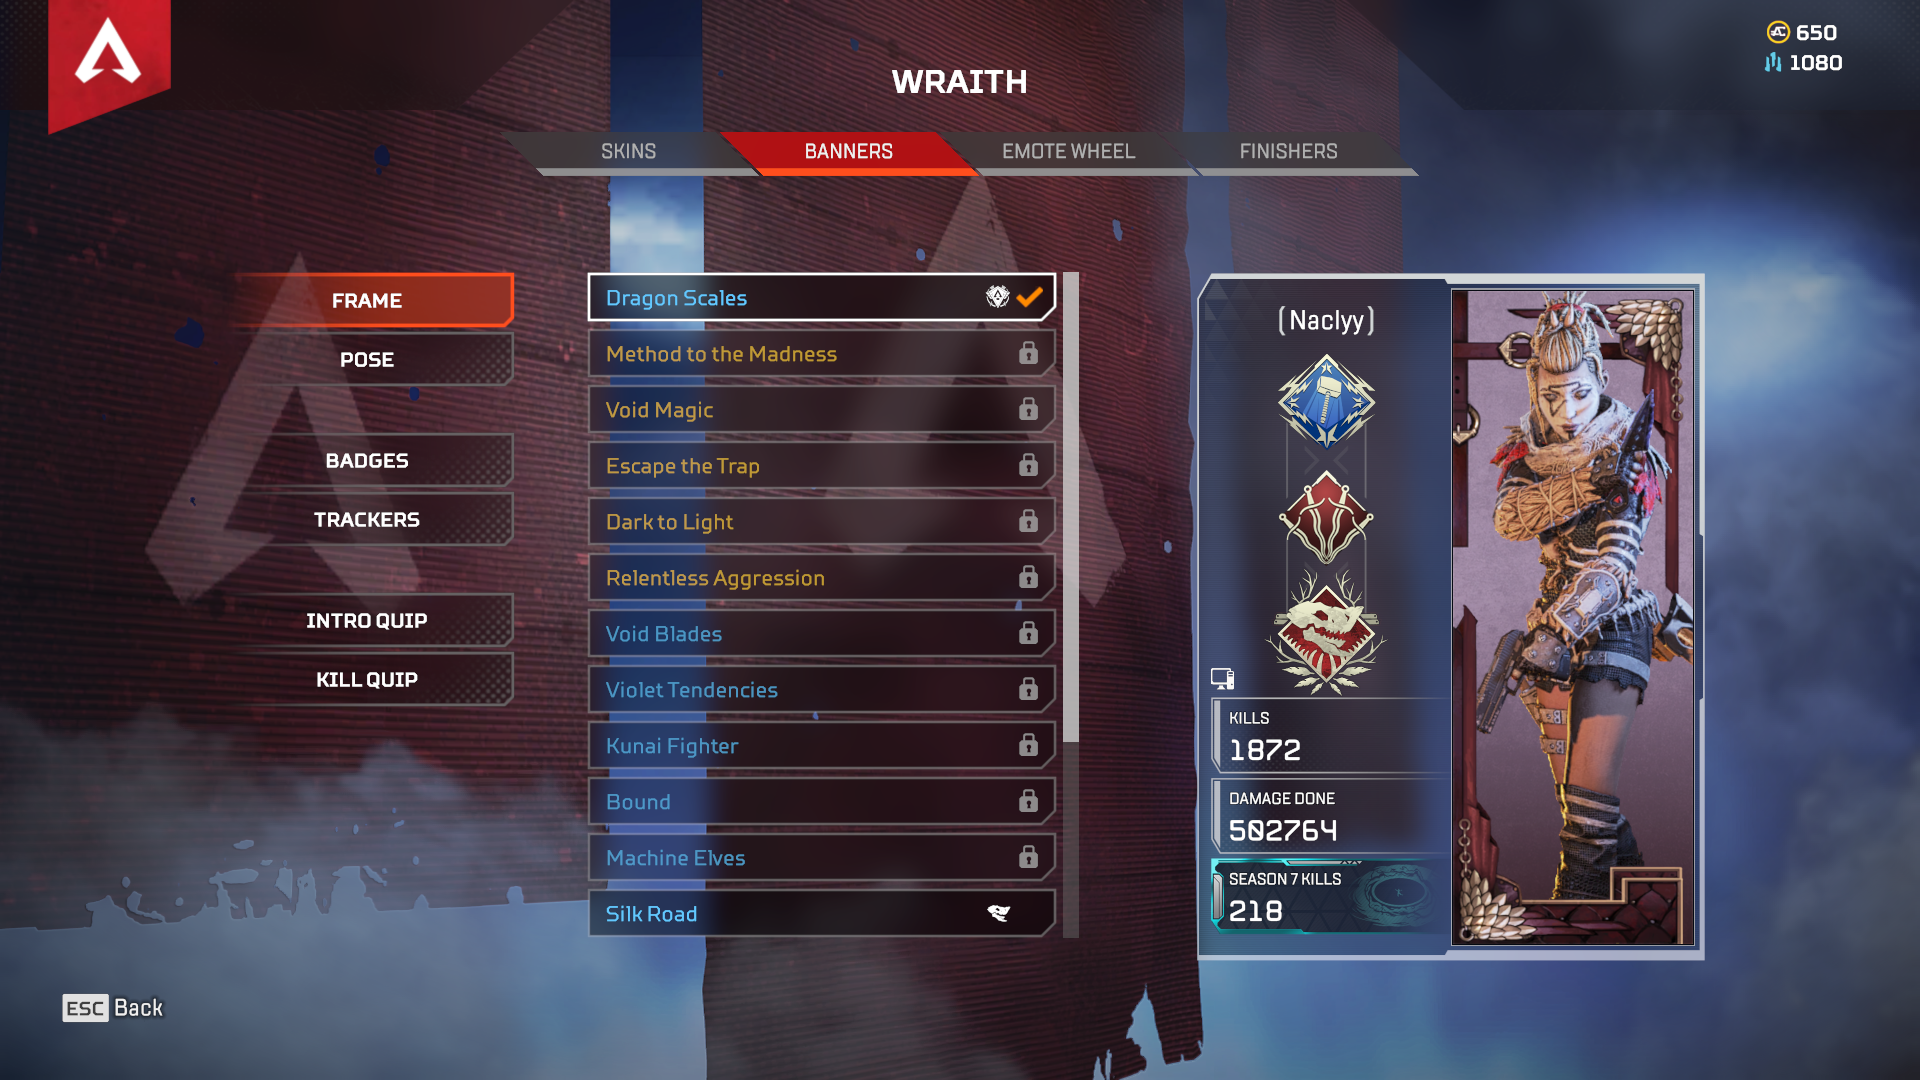 650
1080
WRAITH
SKINS
BANNERS
EMOTE WHEEL
FINISHERS
FRAME
POSE
BADGES
TRACKERS
INTRO QUIP
KILL QUIP
Dragon Scales
Method to the Madness
Void Magic
Escape the Trap
Dark to Light
Relentless Aggression
Void Blades
Violet Tendencies
Kunai Fighter
Bound
Machine Elves
Silk Road
(Naclyy)
KILLS
1872
DAMAGE DONE
502764
SEASON 7 KILLS
218
ESC Back